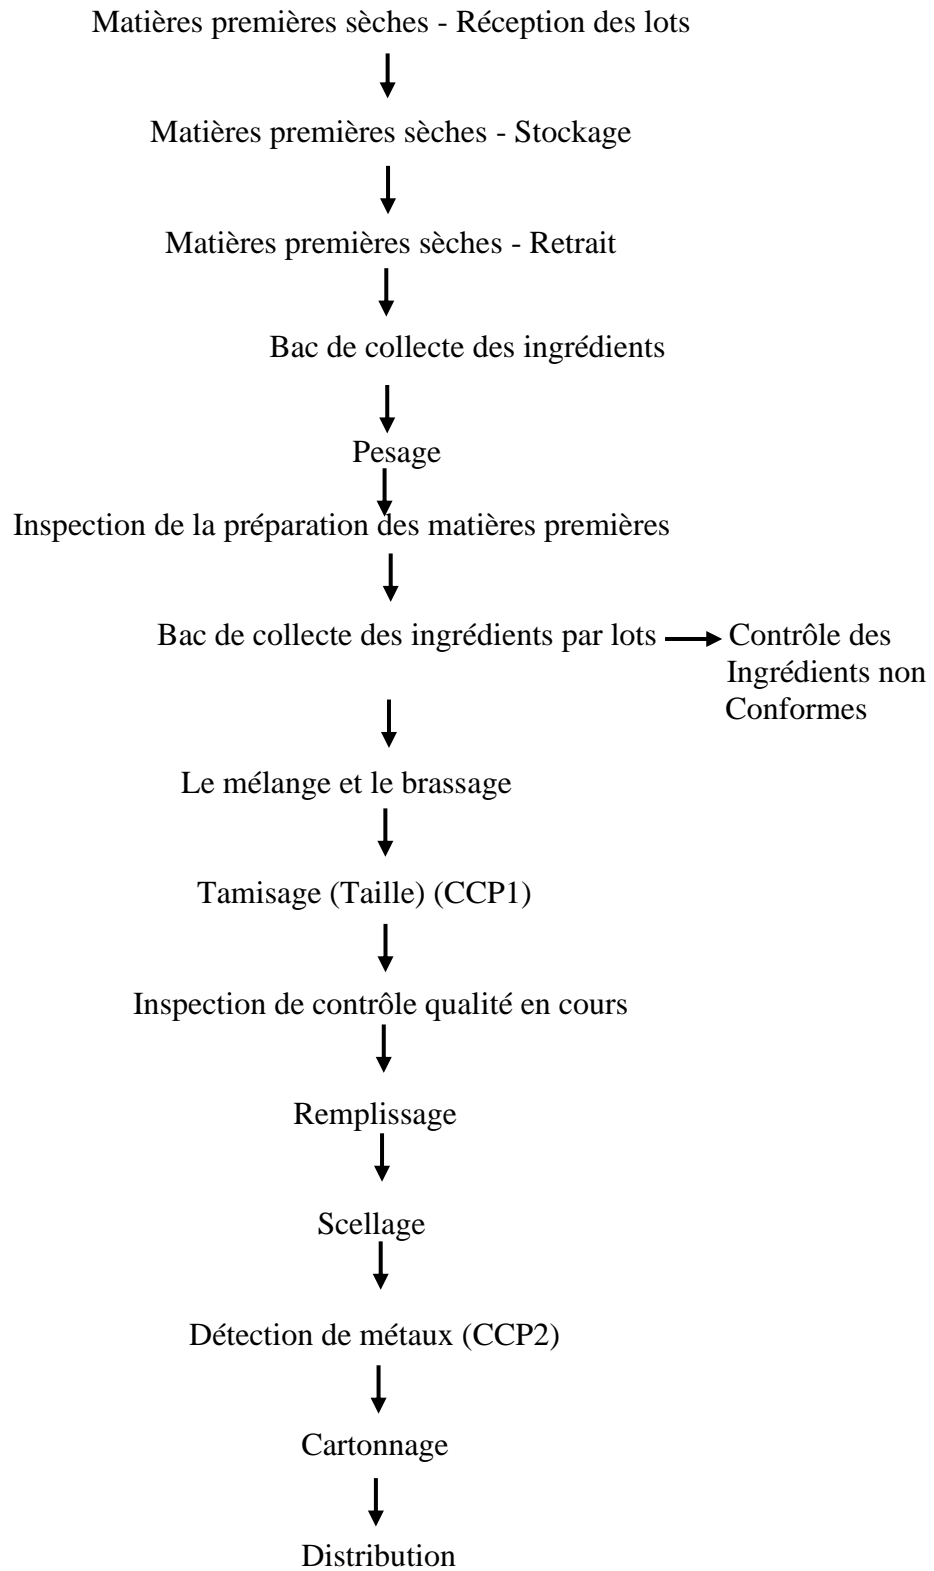 Matières premières sèches - Réception des lots
Matières premières sèches - Stockage
Matières premières sèches - Retrait
Bac de collecte des ingrédients
Pesage
Inspection de la préparation des matières premières
Bac de collecte des ingrédients par lots
Contrôle des
Ingrédients non
Conformes
Le mélange et le brassage
Tamisage (Taille) (CCP1)
Inspection de contrôle qualité en cours
Remplissage
Scellage
Détection de métaux (CCP2)
Cartonnage
Distribution